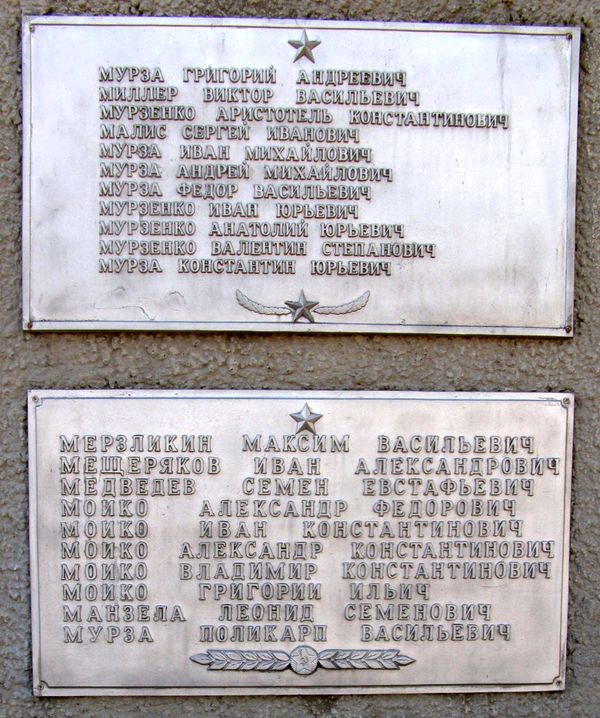 МУРЗА ГРИГОРИЙ АНДРЕЕВИЧ
МИЛЛЕР ВИКТОР ВАСИЛЬЕВИЧ
МУРЗЕНКО АРИСТОТЕЛЬ КОНСТАНТИНОВИЧ
МАЛИС СЕРГЕЙ ИВАНОВИЧ
МУРЗА ИВАН МИХАЙЛОВИЧ
МУРЗА АНДРЕЙ МИХАЙЛОВИЧ
МУРЗА ФЕДОР ВАСИЛЬЕВИЧ
МУРЗЕНКО ИВАН ЮРЬЕВИЧ
МУРЗЕНКО АНАТОЛИЙ ЮРЬЕВИЧ
МУРЗЕНКО ВАЛЕНТИН СТЕПАНОВИЧ
МУРЗА КОНСТАНТИН ЮРЬЕВИЧ
МЕРЗЛИКИН МАКСИМ ВАСИЛЬЕВИЧ
МЕЩЕРЯКОВ ИВАН АЛЕКСАНДРОВИЧ
МЕДВЕДЕВ СЕМЕН ЕВСТАФЬЕВИЧ
МОИКО АЛЕКСАНДР ФЕДОРОВИЧ
МОИКО ИВАН КОНСТАНТИНОВИЧ
МОИКО АЛЕКСАНДР КОНСТАНТИНОВИЧ
МОИКО ВЛАДИМИР КОНСТАНТИНОВИЧ
МОИКО ГРИГОРИИ ИЛЬИЧ
МАНЗЕЛА ЛЕОНИД СЕМЕНОВИЧ
МУРЗА ПОЛИКАРП ВАСИЛЬЕВИЧ